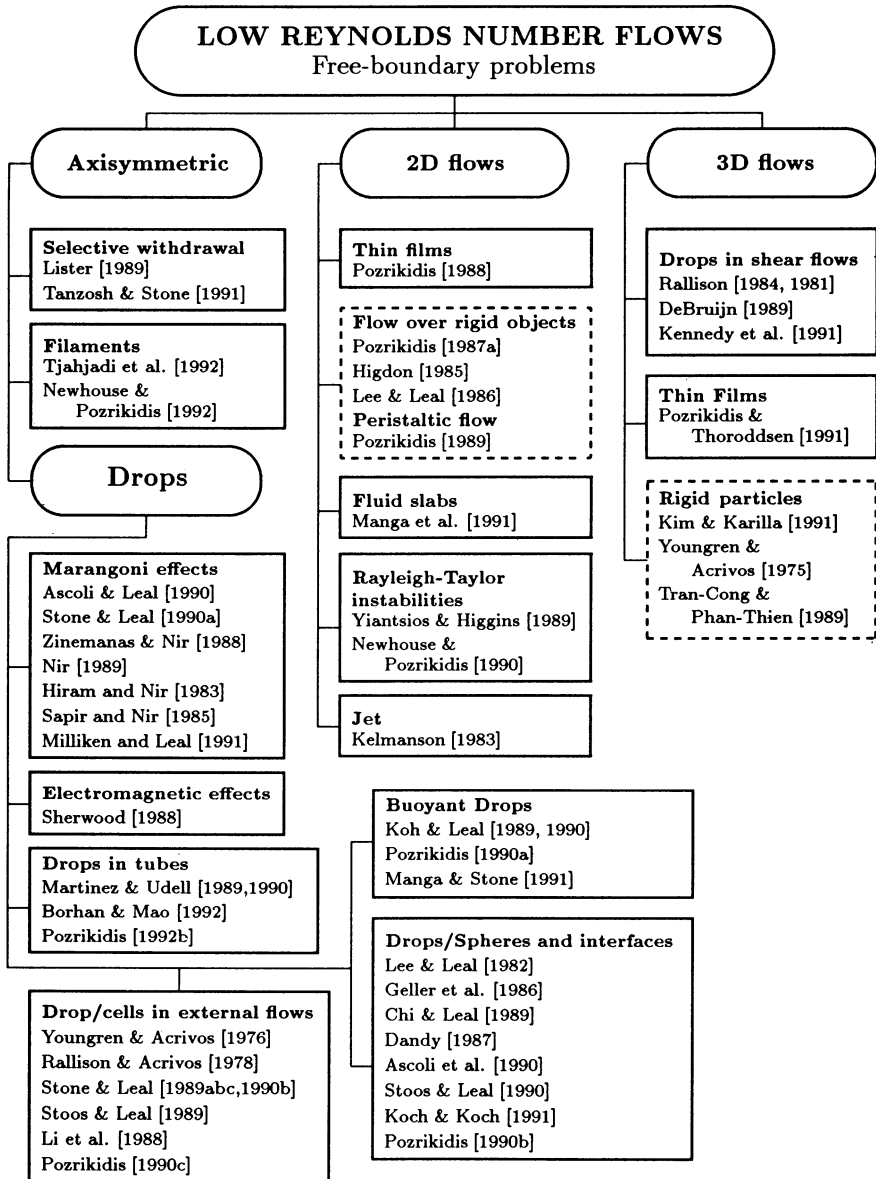 LOW REYNOLDS NUMBER FLOWS
Free-boundary problems
Axisymmetric
Selective withdrawal
Lister [1989]
Tanzosh & Stone [1991]
Filaments
Tjahjadi et al. [1992]
Newhouse &
Pozrikidis [1992]
Drops
Marangoni effects
Ascoli & Leal [1990]
Stone & Leal [1990a]
Zinemanas & Nir [1988]
Nir [1989]
Hiram and Nir [1983]
Sapir and Nir [1985]
Milliken and Leal [1991]
Electromagnetic effects
Sherwood [1988]
Drops in tubes
Martinez & Udell [1989,1990]
Borhan & Mao [1992]
Pozrikidis [1992b]
Drop/cells in external flows
Youngren & Acrivos [1976]
Rallison & Acrivos [1978]
Stone & Leal [1989abc,1990b]
Stoos & Leal [1989]
Li et al. [1988]
Pozrikidis [1990c]
Buoyant Drops
Koh & Leal [1989, 1990]
Pozrikidis [1990a]
Manga & Stone [1991]
Drops/Spheres and interfaces
Lee & Leal [1982]
Geller et al. [1986]
Chi & Leal [1989]
Dandy [1987]
Ascoli et al. [1990]
Stoos & Leal [1990]
Koch & Koch [1991]
Pozrikidis [1990b]
2D flows
Thin films
Pozrikidis [1988]
Flow over rigid objects
Pozrikidis [1987a]
Higdon [1985]
Lee & Leal [1986]
Peristaltic flow
Pozrikidis [1989]
Fluid slabs
Manga et al. [1991]
Rayleigh-Taylor
instabilities
Yiantsios & Higgins [1989]
Newhouse &
Pozrikidis [1990]
Jet
Kelmanson [1983]
3D flows
Drops in shear flows
Rallison [1984, 1981]
DeBruijn [1989]
Kennedy et al. [1991]
Thin Films
Pozrikidis &
Thoroddsen [1991]
Rigid particles
Kim & Karilla [1991]
Youngren &
Acrivos [1975]
Tran-Cong &
Phan-Thien [1989]